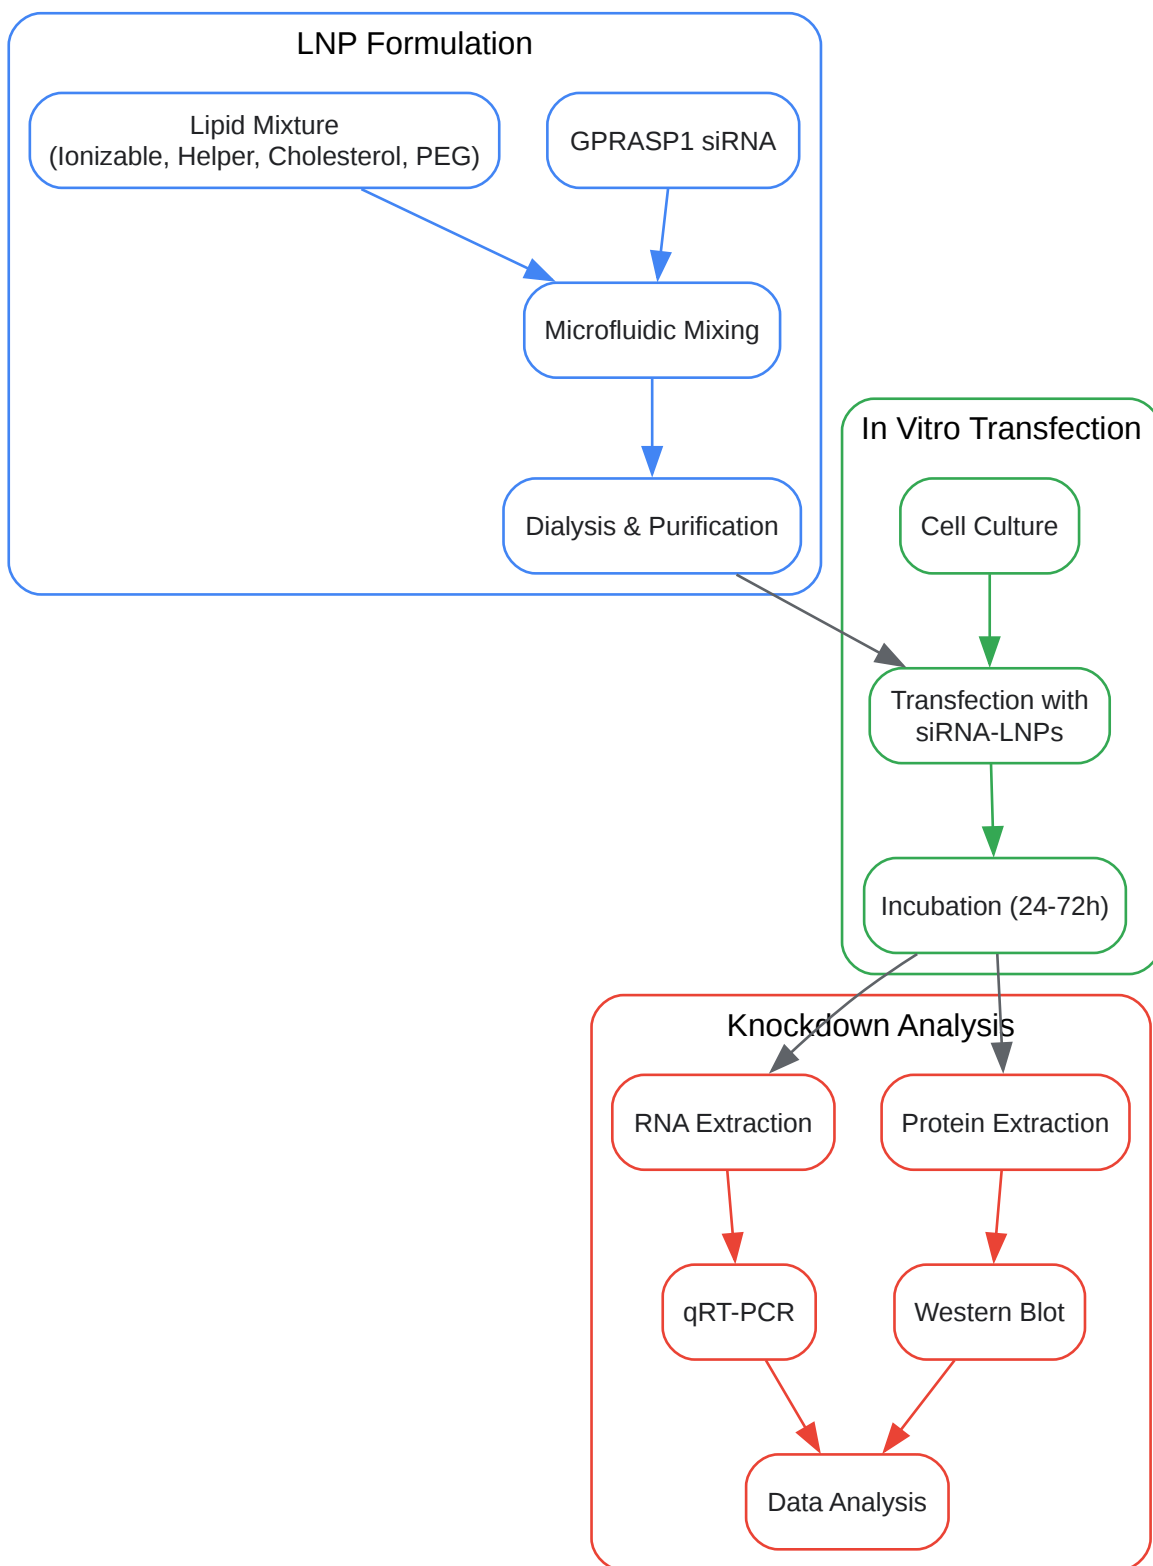 LNP Formulation
Lipid Mixture
(Ionizable, Helper, Cholesterol, PEG)
GPRASP1 siRNA
Microfluidic Mixing
Dialysis & Purification
In Vitro Transfection
Cell Culture
Transfection with
siRNA-LNPs
Incubation (24-72h)
Knockdown Analysis
RNA Extraction
Protein Extraction
qRT-PCR
Western Blot
Data Analysis